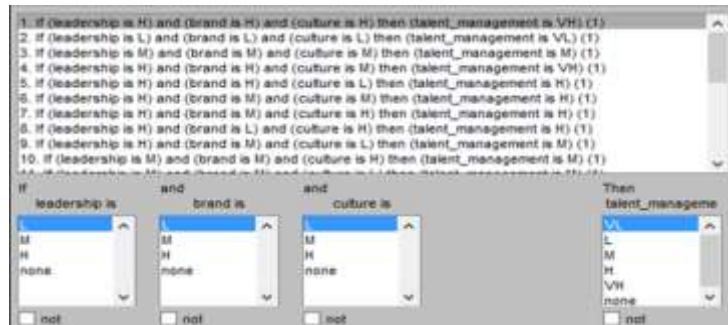 1. If (leadership is H) and (brand is H) and (culture is H) then (talent_management is VH) (1)
2. If (leadership is L) and (brand is L) and (culture is L) then (talent_management is VL) (1)
3. If (leadership is M) and (brand is M) and (culture is M) then (talent_management is M) (1)
4. If (leadership is H) and (brand is H) and (culture is M) then (talent_management is VH) (1)
5. If (leadership is H) and (brand is H) and (culture is L) then (talent_management is H) (1)
6. If (leadership is H) and (brand is M) and (culture is M) then (talent_management is H) (1)
7. If (leadership is H) and (brand is M) and (culture is H) then (talent_management is H) (1)
8. If (leadership is H) and (brand is L) and (culture is H) then (talent_management is H) (1)
9. If (leadership is M) and (brand is M) and (culture is L) then (talent_management is M) (1)
10. If (leadership is M) and (brand is M) and (culture is H) then (talent_management is M) (1)
If and and Then
leadership is brand is culture is talent_manageme
L L L VL
M M M L
H H H M
none none none H
VH
none
not not not not